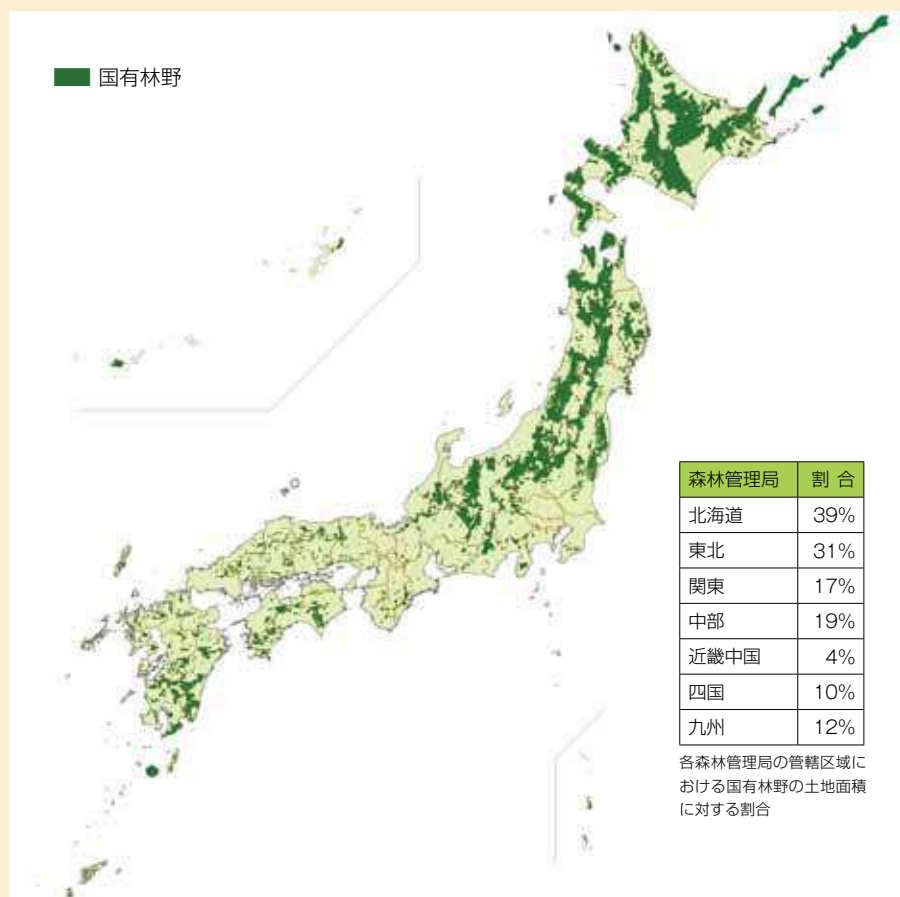 国有林野
森林管理局 割合
北海道 39%
東北 31%
関東 17%
中部 19%
近畿中国 4%
四国 10%
九州 12%
各森林管理局の管轄区域に
おける国有林野の土地面積
に対する割合